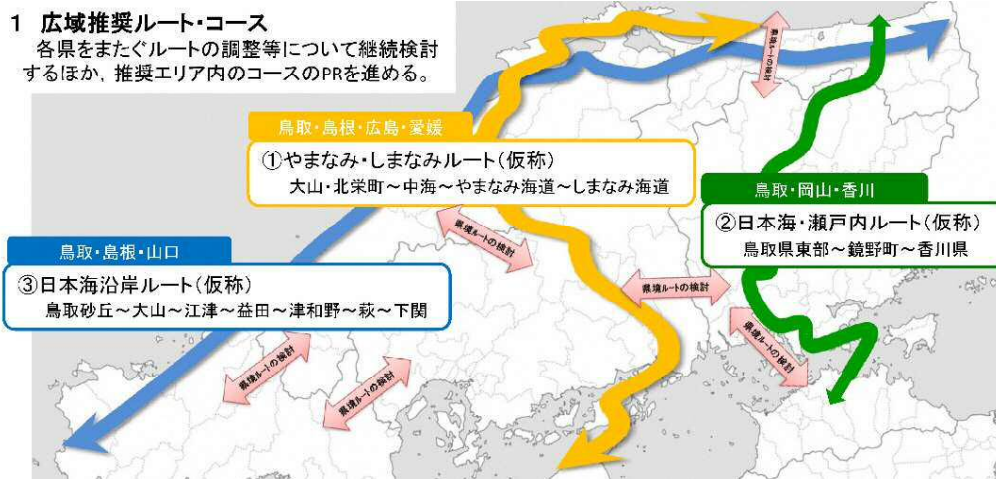 1 広域推奨ルート・コース
各県をまたぐルートの調整等について継続検討
するほか、推奨エリア内のコースのPRを進める。
県境ルートの検討
鳥取・島根・広島・愛媛
①やまなみ・しまなみルート(仮称)
大山・北栄町～中海～やまなみ海道～しまなみ海道
鳥取・岡山・香川
②日本海・瀬戸内ルート(仮称)
鳥取県東部～鏡野町～香川県
県境ルートの検討
鳥取・島根・山口
③日本海沿岸ルート(仮称)
鳥取砂丘～大山～江津～益田～津和野～萩～下関
県境ルートの検討
県境ルートの検討
県境ルートの検討
県境ルートの検討